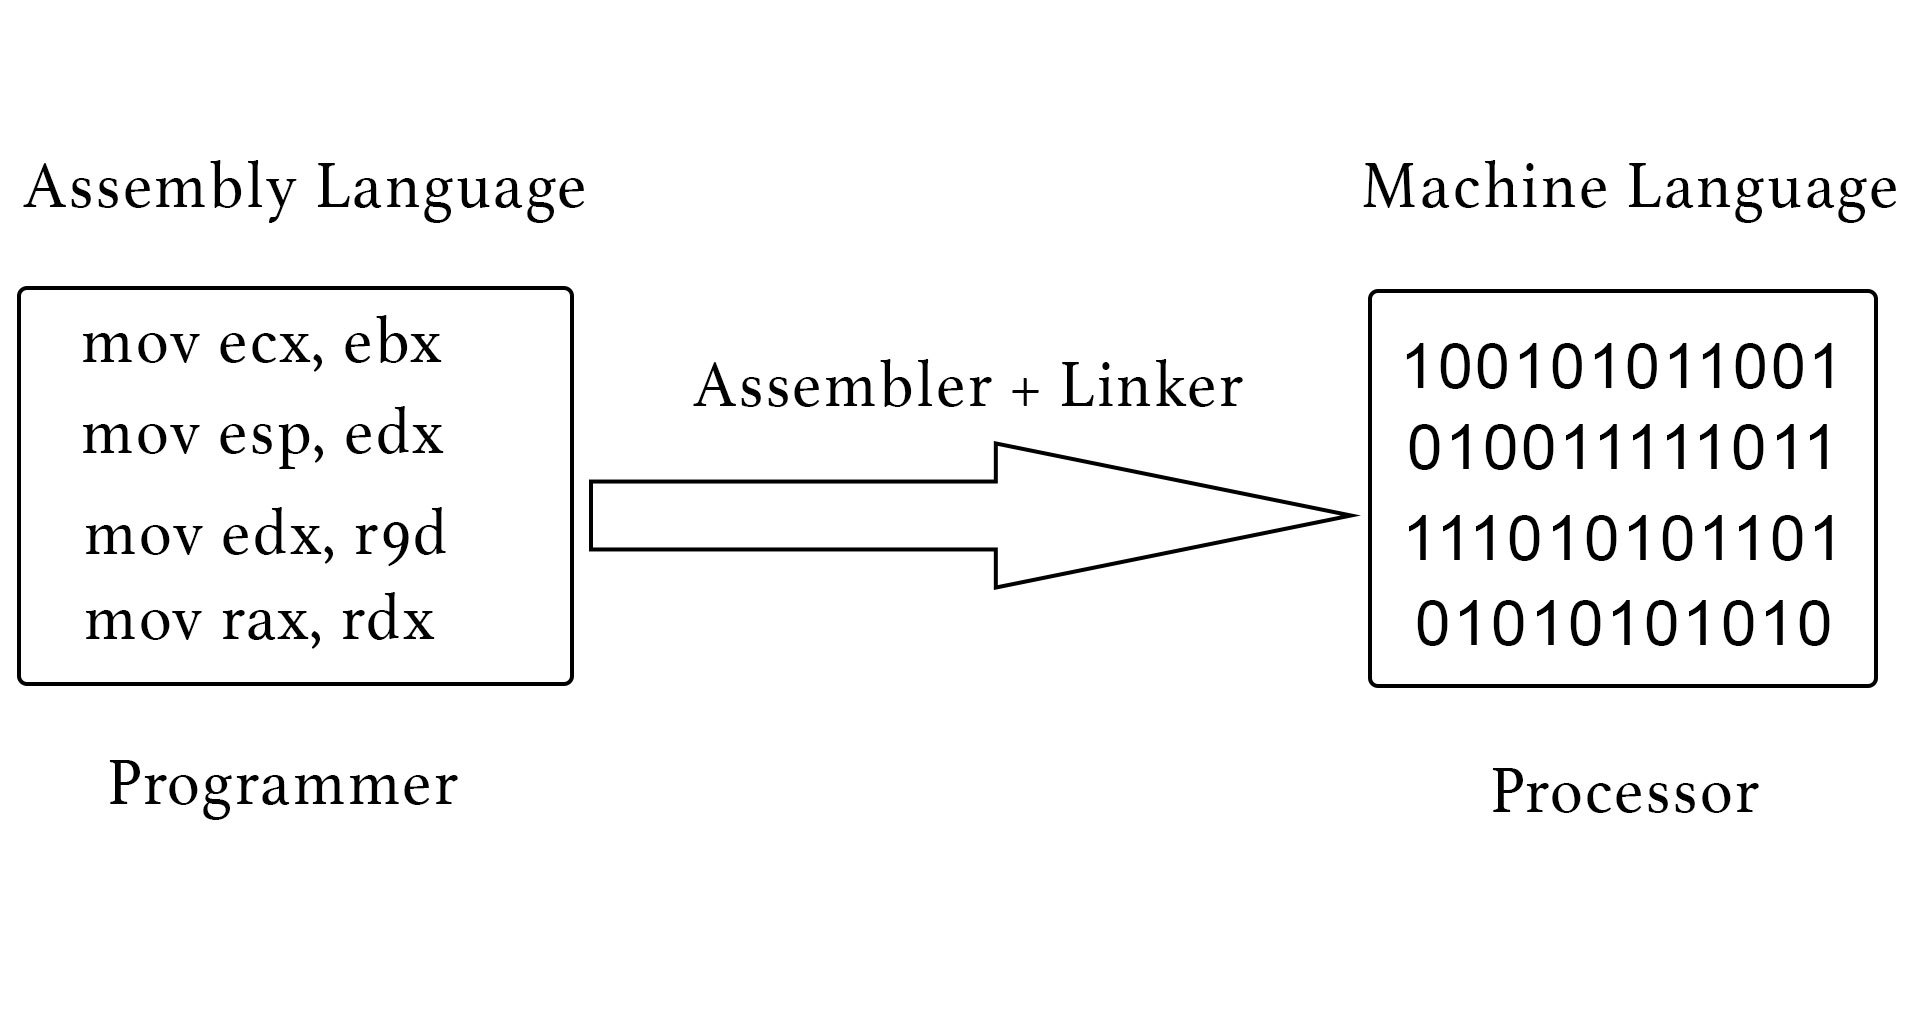 Assembly Language
mov ecx, ebx
mov esp, edx
mov edx, r9d
mov rax, rdx
Programmer
Assembler + Linker
Machine Language
100101011001
010011111011
111010101101
01010101010
Processor